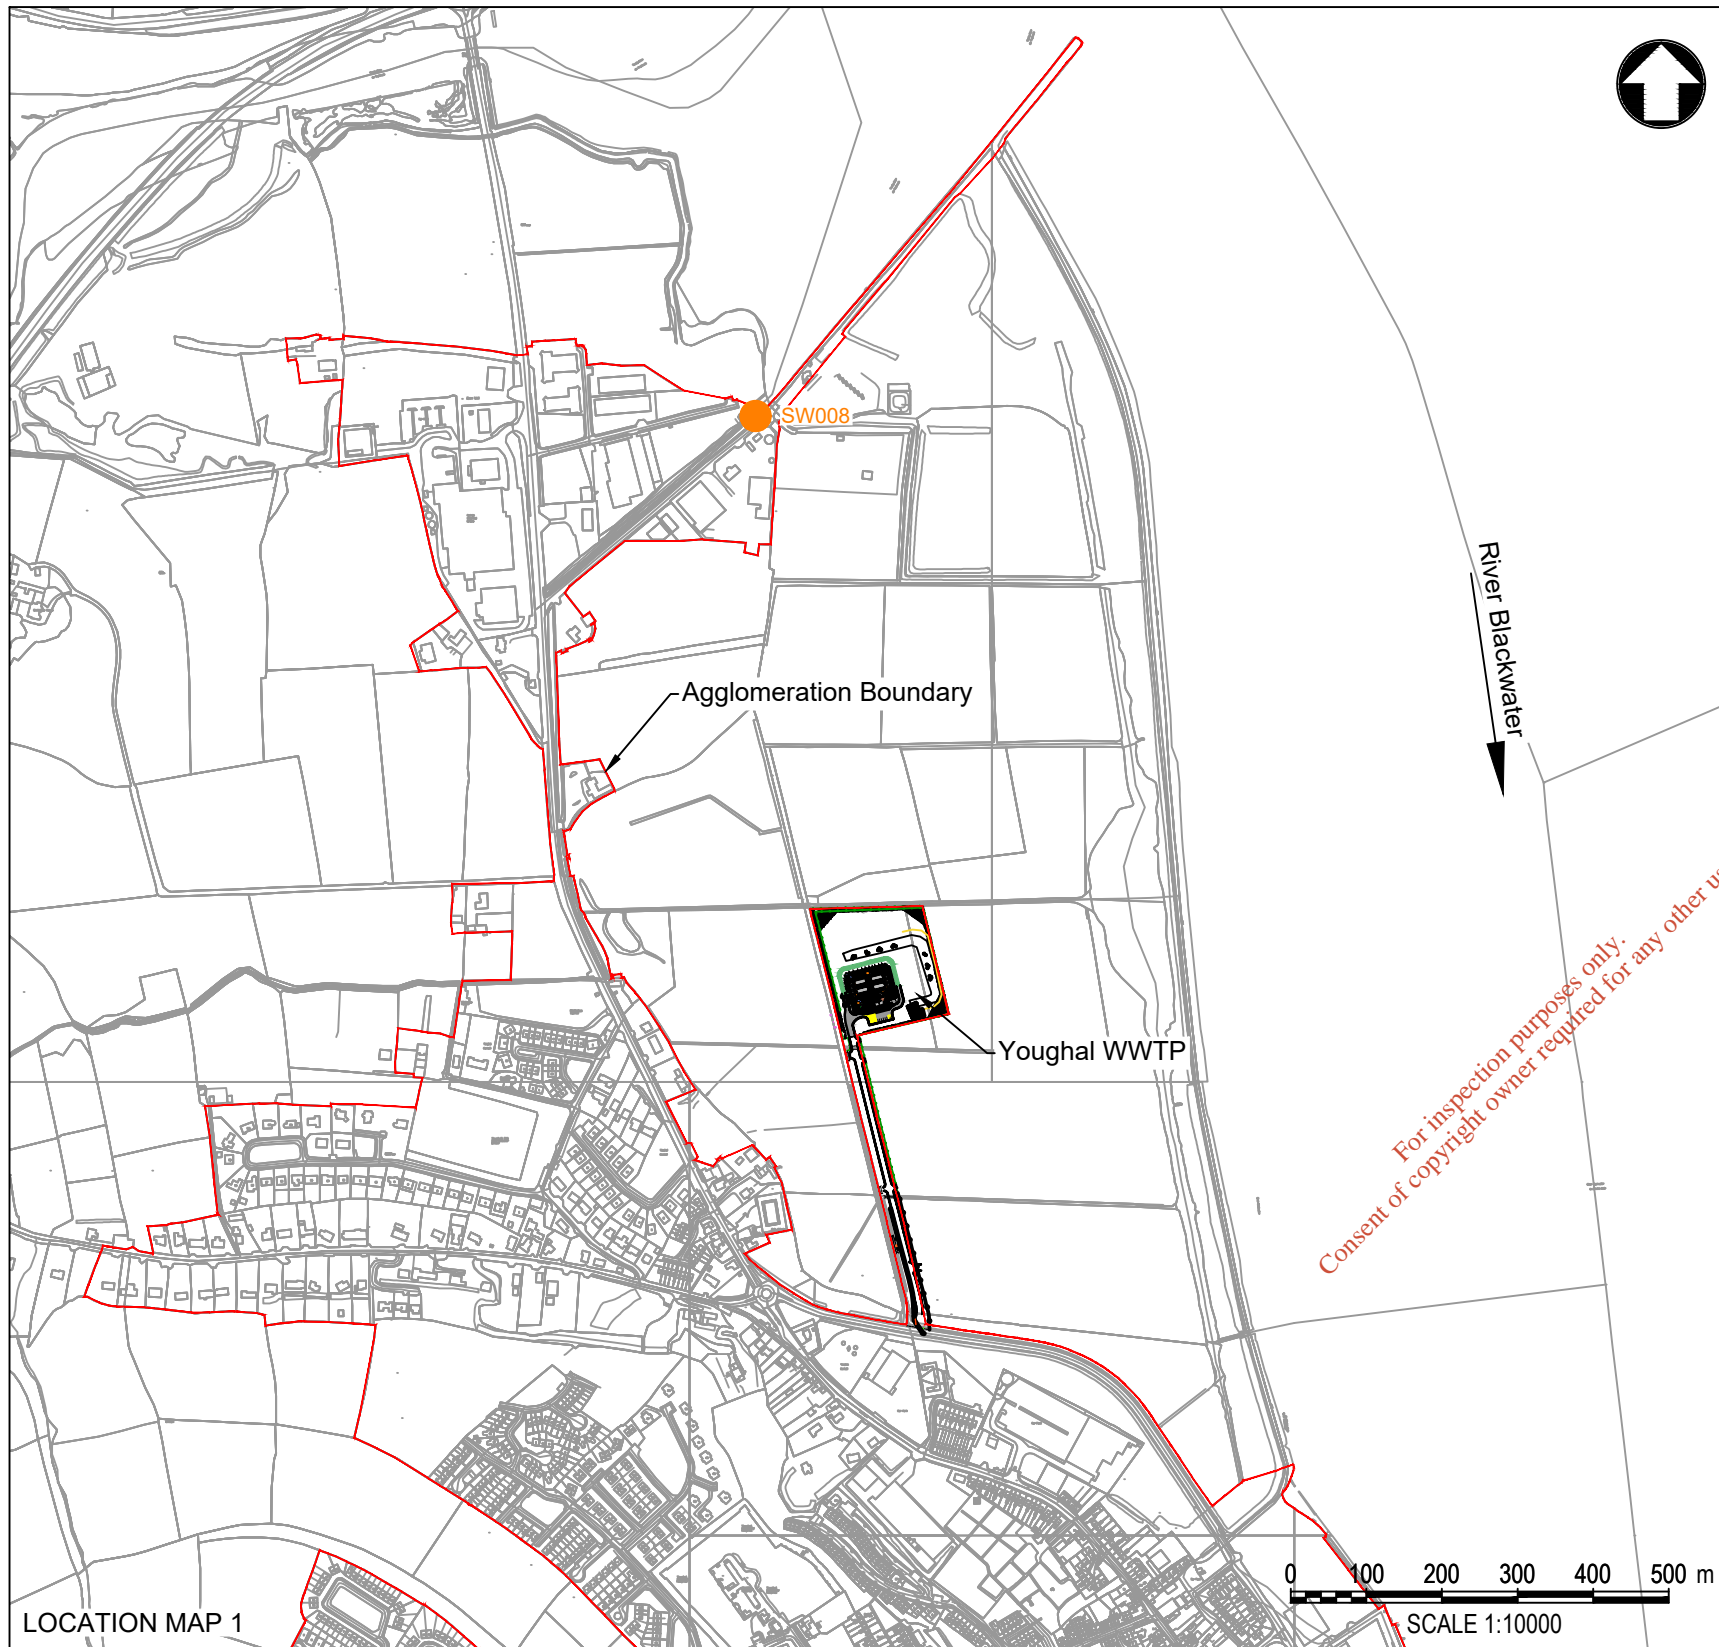 SW008
River Blackwater
Agglomeration Boundary
Youghal WWTP
For inspection purposes only.
Consent of copyright owner required for any other us
0 100 200 300 400 500 m
SCALE 1:10000
LOCATION MAP 1